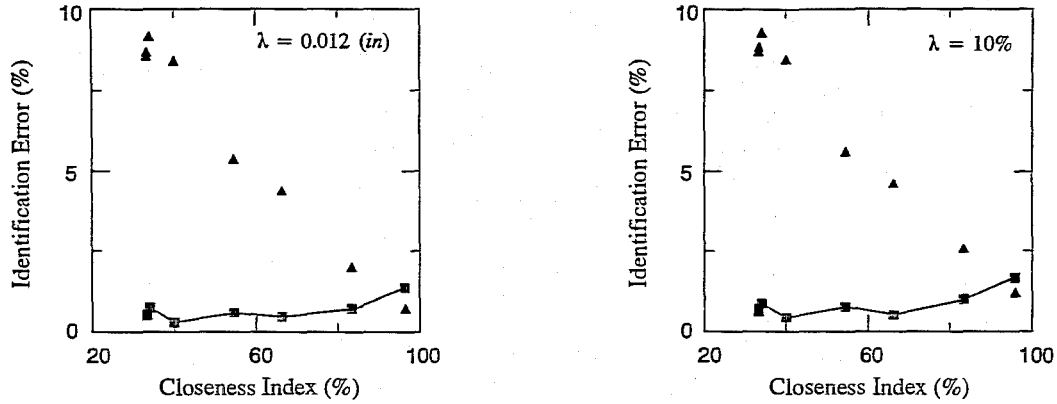 10
λ = 0.012 (in)
Identification Error (%)
5
0
20
60
100
Closeness Index (%)
10
λ = 10%
Identification Error (%)
5
0
20
60
100
Closeness Index (%)